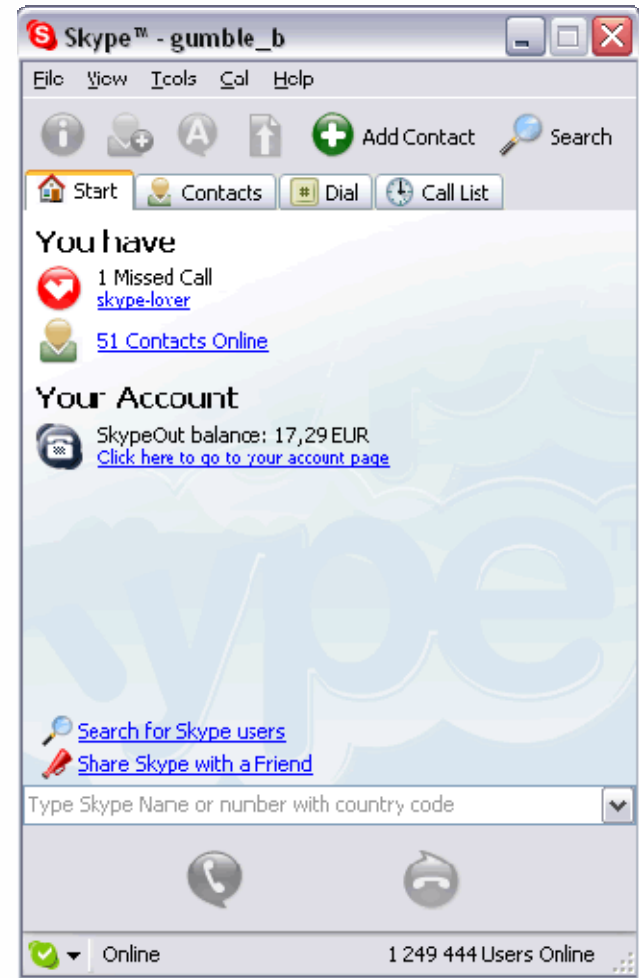 Skype™ - gumble_b
File View Tools Call Help
Add Contact Search
Start Contacts Dial Call List
You have
1 Missed Call
skype-lover
51 Contacts Online
Your Account
SkypeOut balance: 17,29 EUR
Click here to go to your account page
Search for Skype users
Share Skype with a Friend
Type Skype Name or number with country code
Online 1 249 444 Users Online